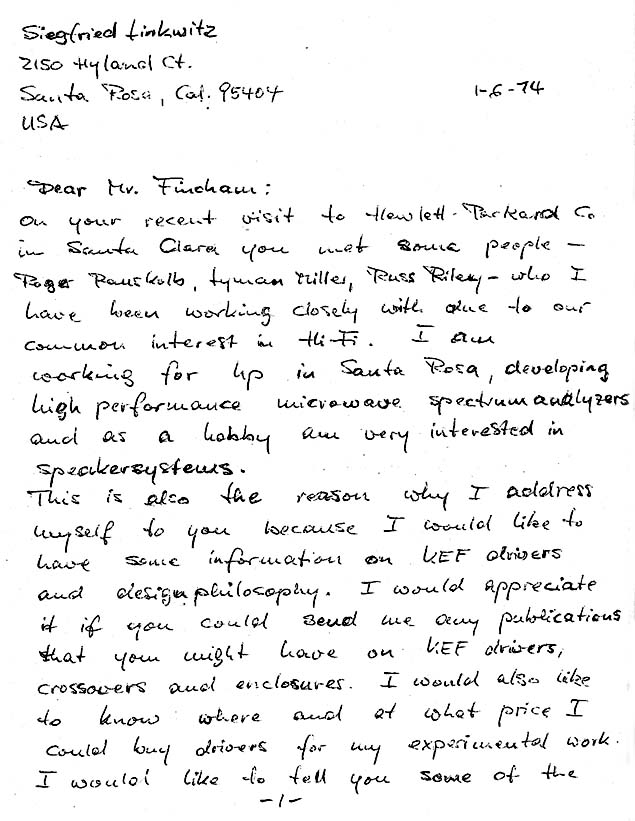 Siegfried Linkwitz
2150 Hyland Ct.
Santa Rosa, Cal. 95404
1-6-74
USA
Dear Mr. Fincham:
On your recent visit to Hewlett-Packard Co
in Santa Clara you met some people –
Roger Rauskolb, Lyman Miller, Russ Riley – who I
have been working closely with due to our
common interest in Hi-Fi. I am
working for hp in Santa Rosa, developing
high performance microwave spectrum analyzers
and as a hobby am very interested in
speakersystems.
This is also the reason why I address
myself to you because I would like to
have some information on KEF drivers
and designphilosophy. I would appreciate
it if you could send me any publications
that you might have on KEF drivers,
crossovers and enclosures. I would also like
to know where and at what price I
could buy drivers for my experimental work.
I would like to tell you some of the
-1-